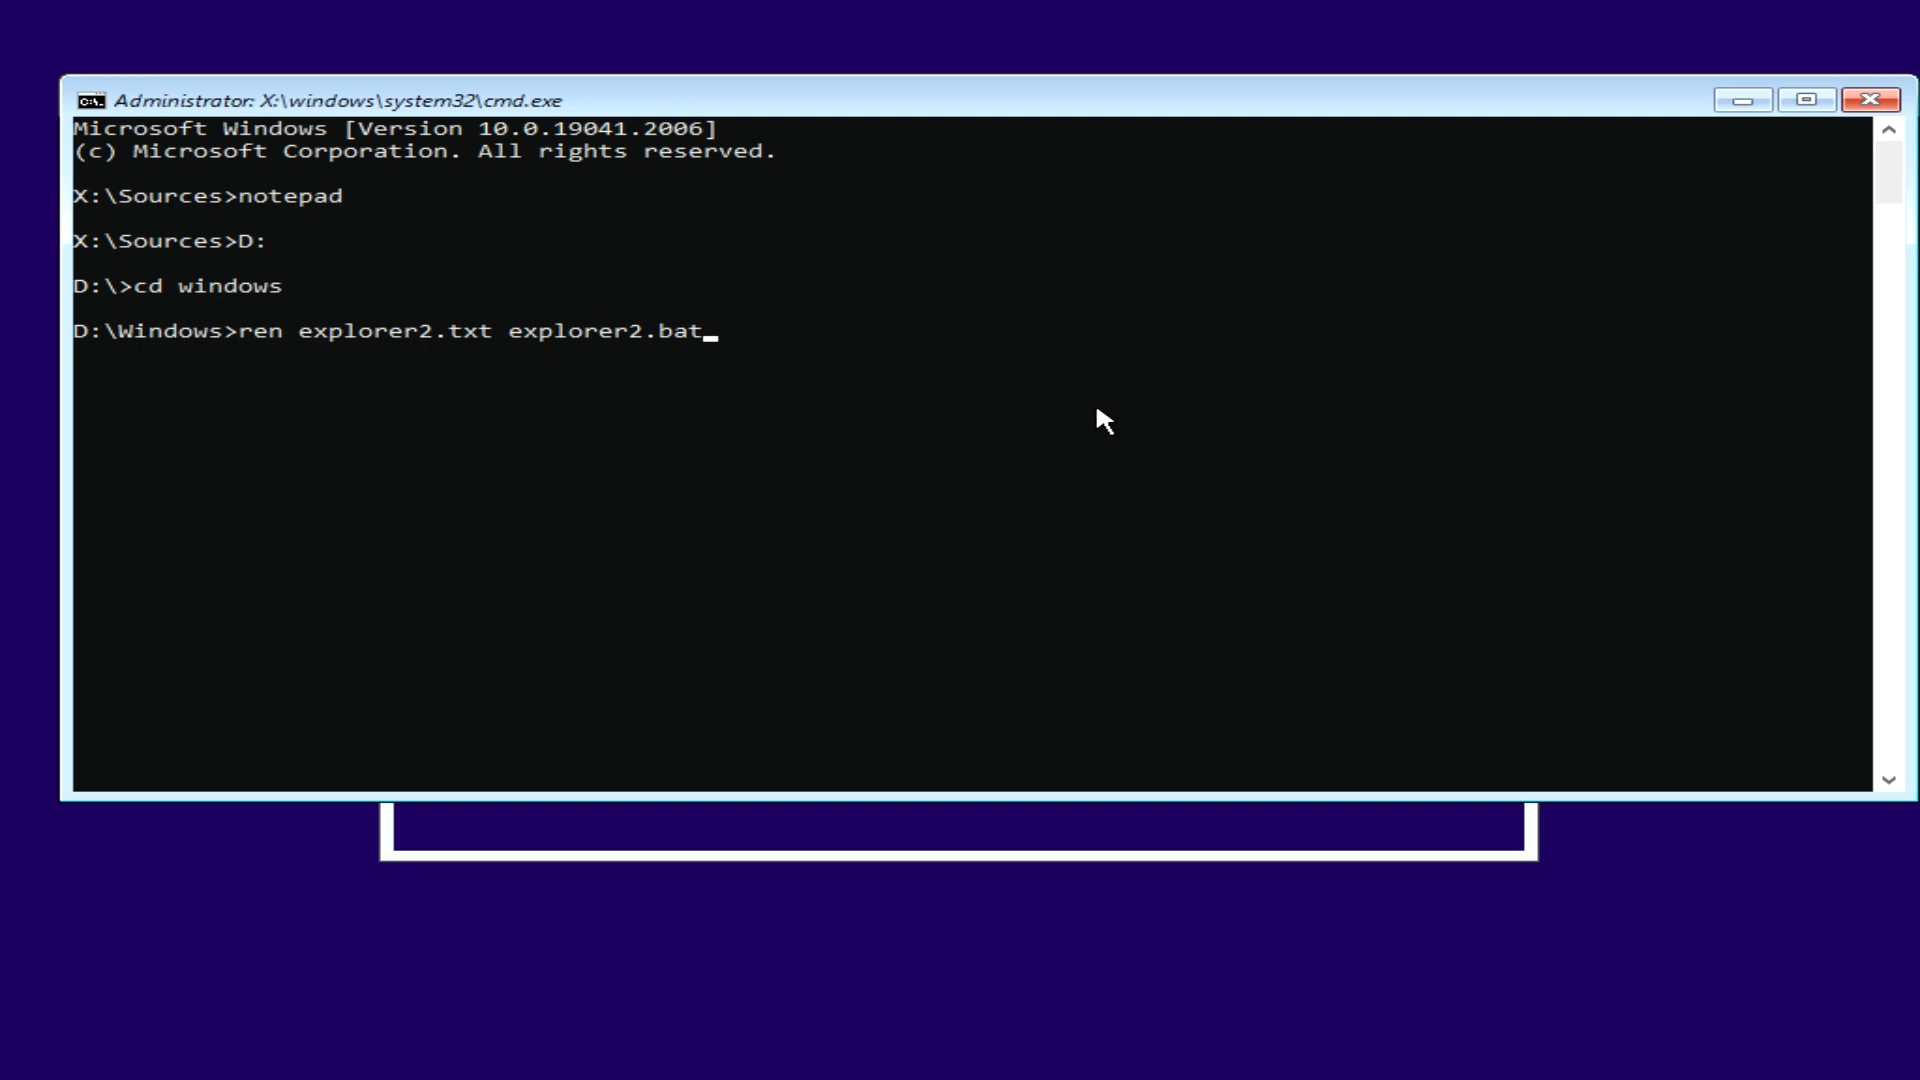 Administrator: X:\windows\system32\cmd.exe
Microsoft Windows [Version 10.0.19041.2006]
(c) Microsoft Corporation. All rights reserved.
X:\Sources>notepad
X:\Sources>D:
D:\>cd windows
D:\Windows>ren explorer2.txt explorer2.bat